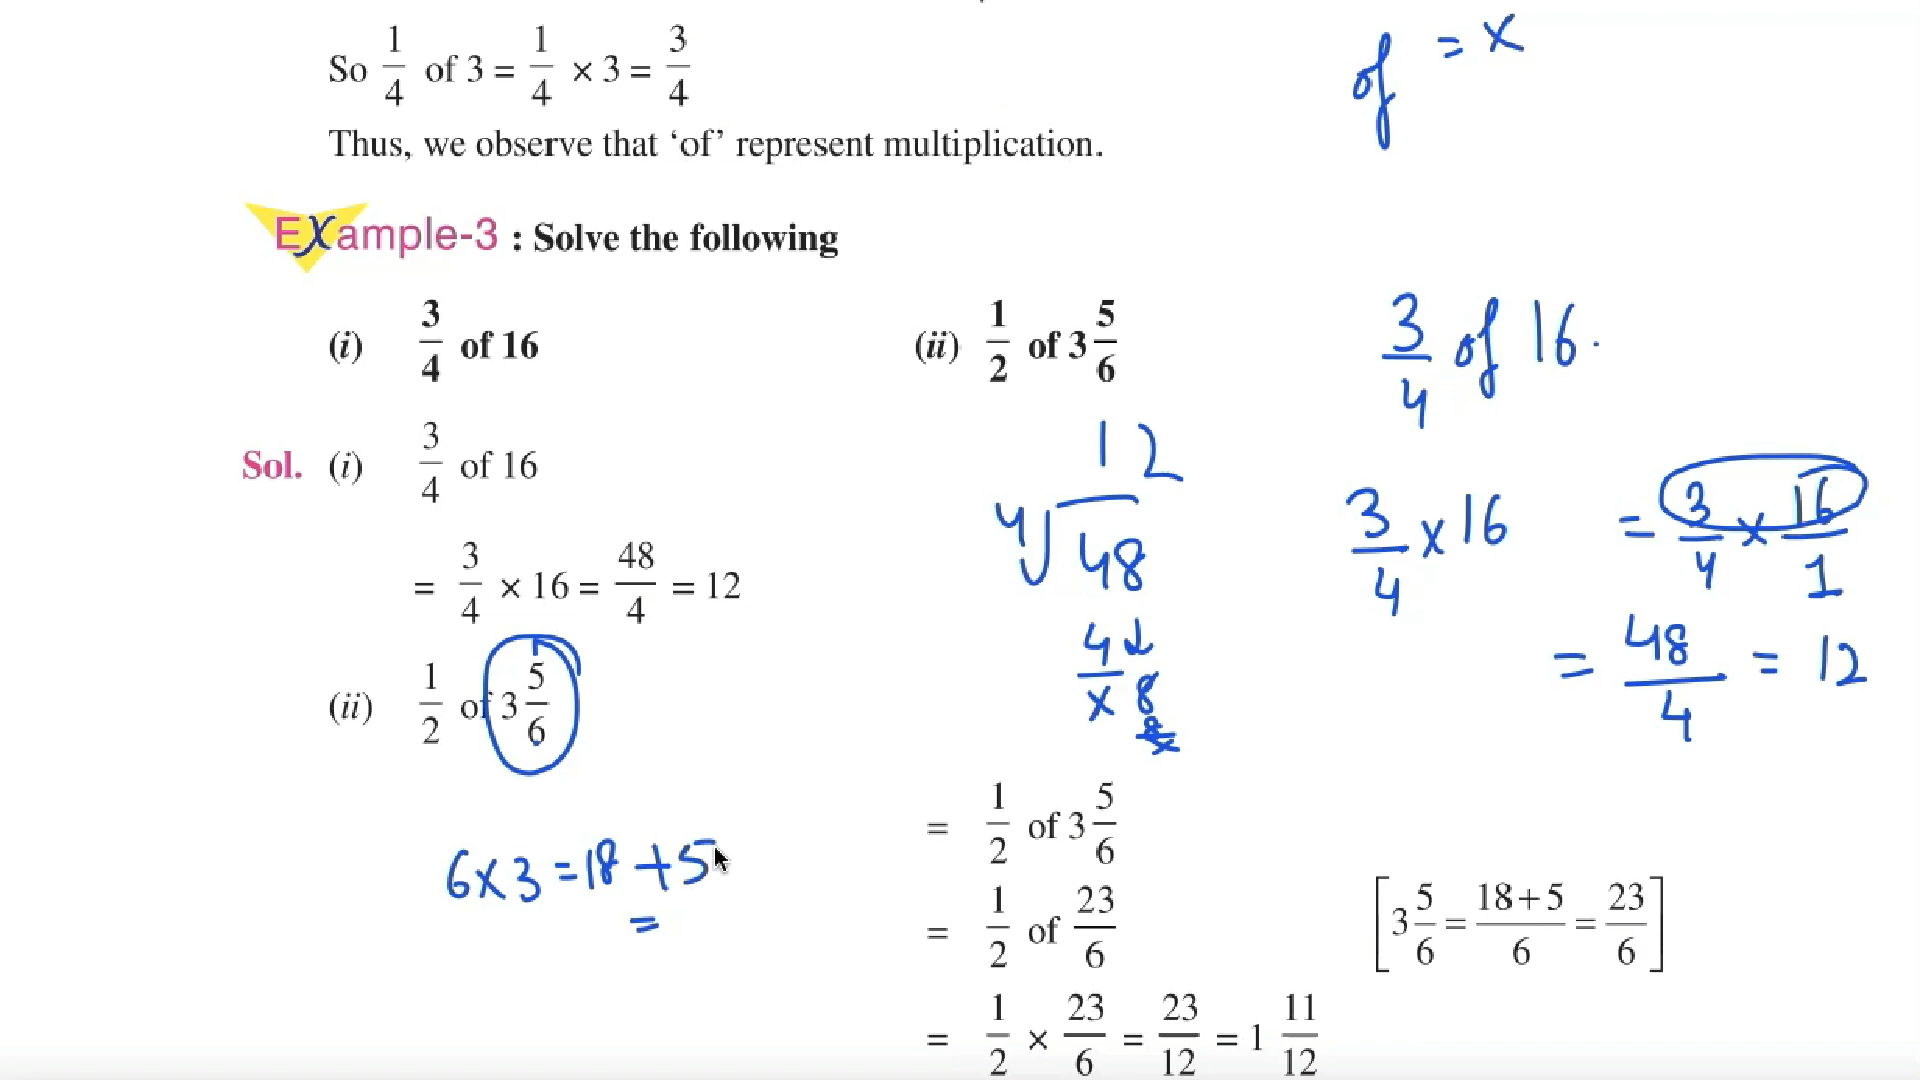 So 1/4 of 3 = 1/4 × 3 = 3/4
Thus, we observe that ‘of’ represent multiplication.
of = x
Example-3 : Solve the following
(i) 3/4 of 16
(ii) 1/2 of 3 5/6
3/4 of 16.
Sol. (i) 3/4 of 16
= 3/4 × 16 = 48/4 = 12
12
4√48
4↓
x 8
8
x
3/4 x 16 = 3/4 x 16/1
= 48/4 = 12
(ii) 1/2 of 3 5/6
6x3 = 18 + 5
=
= 1/2 of 3 5/6
= 1/2 of 23/6
[3 5/6 = 18+5/6 = 23/6]
= 1/2 × 23/6 = 23/12 = 1 11/12